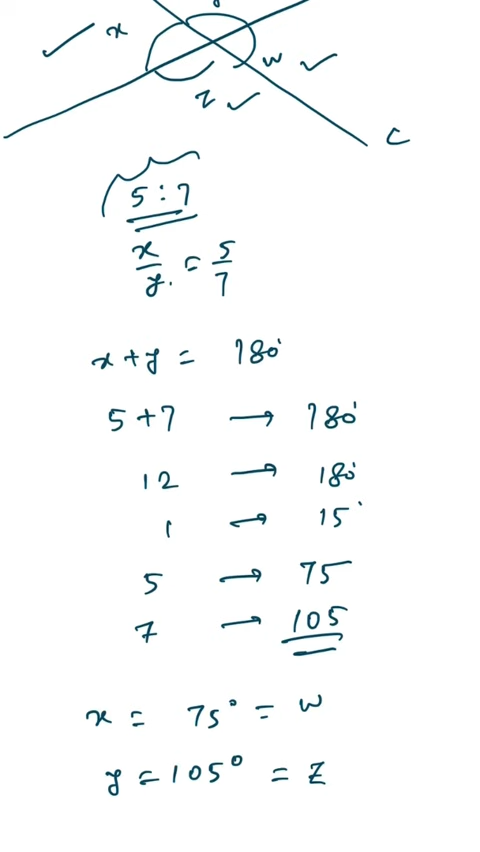 x
w
z
C
5:7
x/y. = 5/7
x+y = 180°
5+7 → 180°
12 → 180°
1 → 15°
5 → 75
7 → 105
x = 75° = w
y = 105° = z